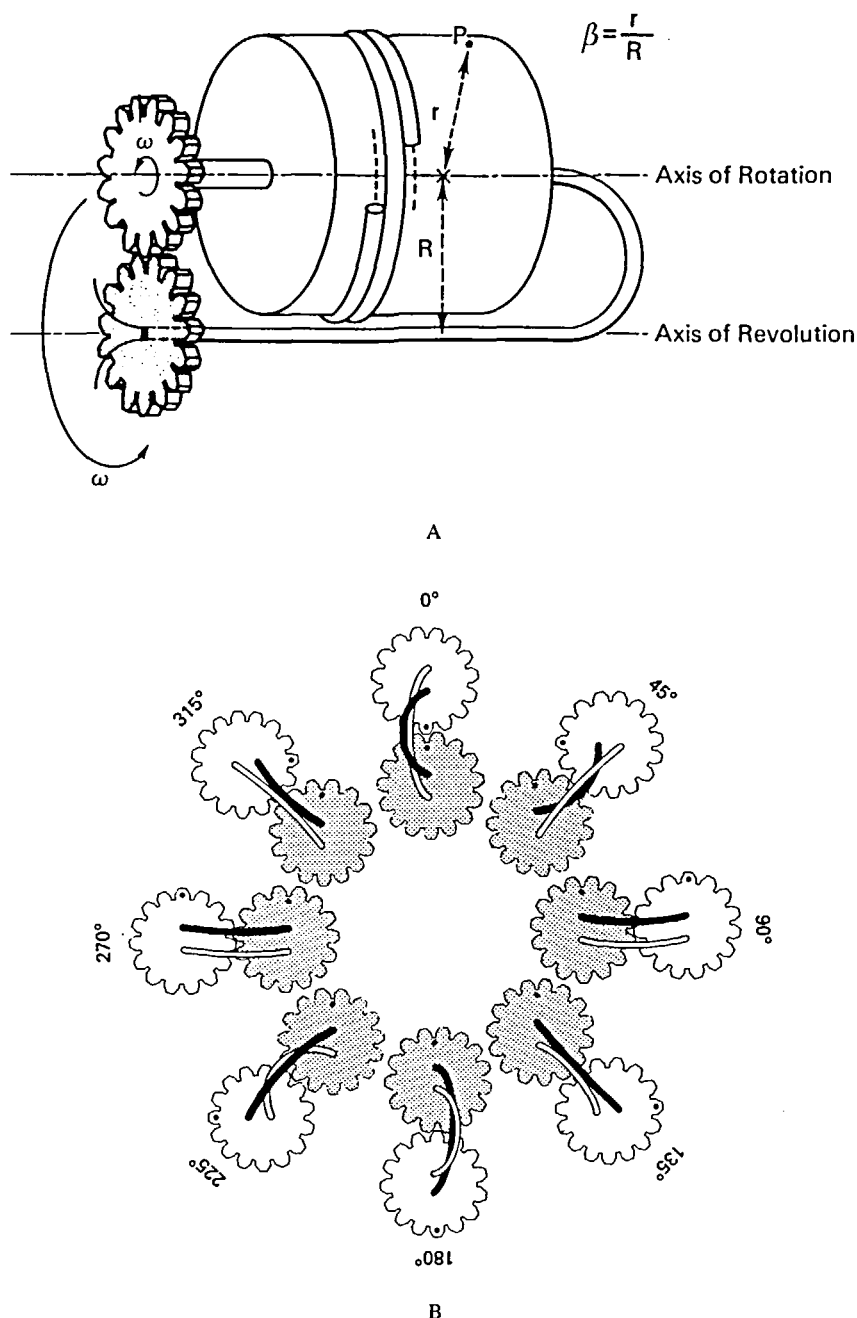 β = r/R
P
r
ω
Axis of Rotation
R
Axis of Revolution
ω
A
0°
315°
45°
270°
90°
225°
135°
180°
B